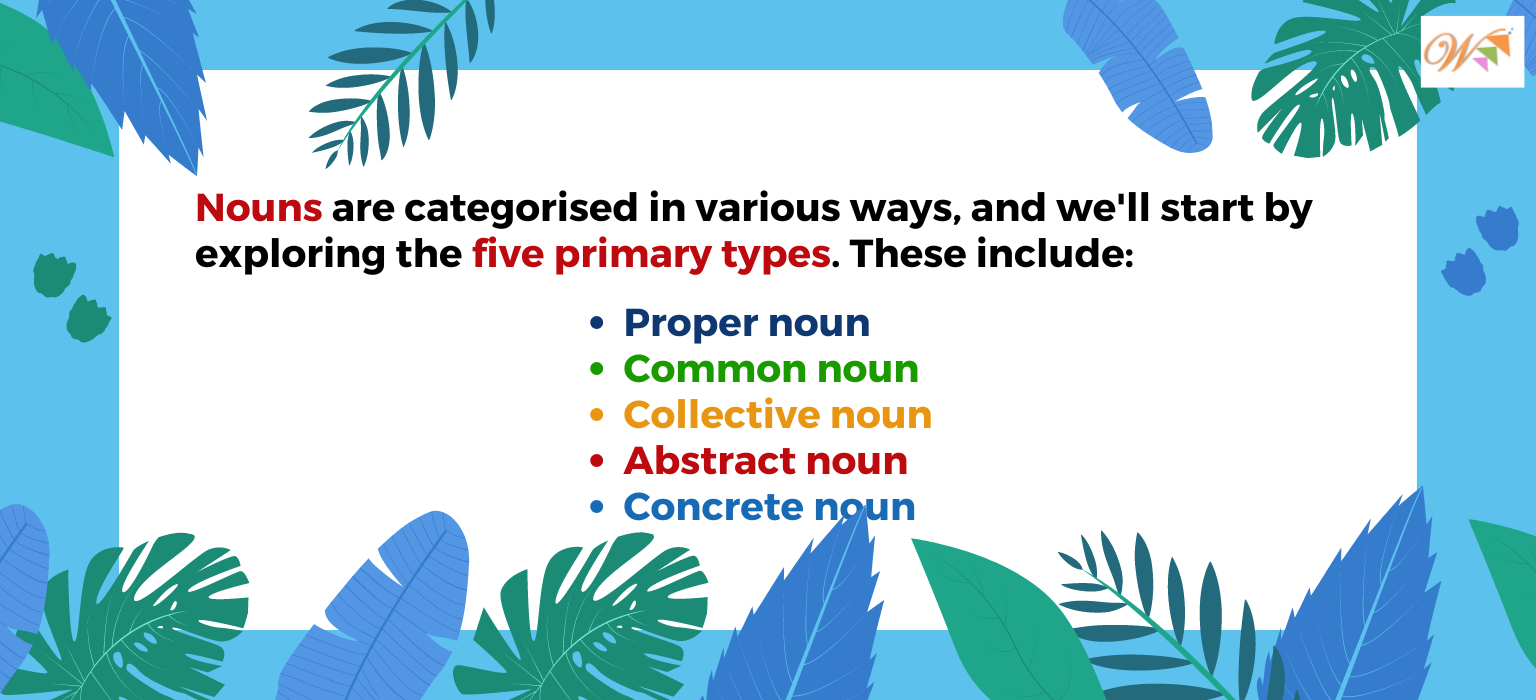 Nouns are categorised in various ways, and we'll start by
exploring the five primary types. These include:
• Proper noun
• Common noun
• Collective noun
• Abstract noun
• Concrete noun
W